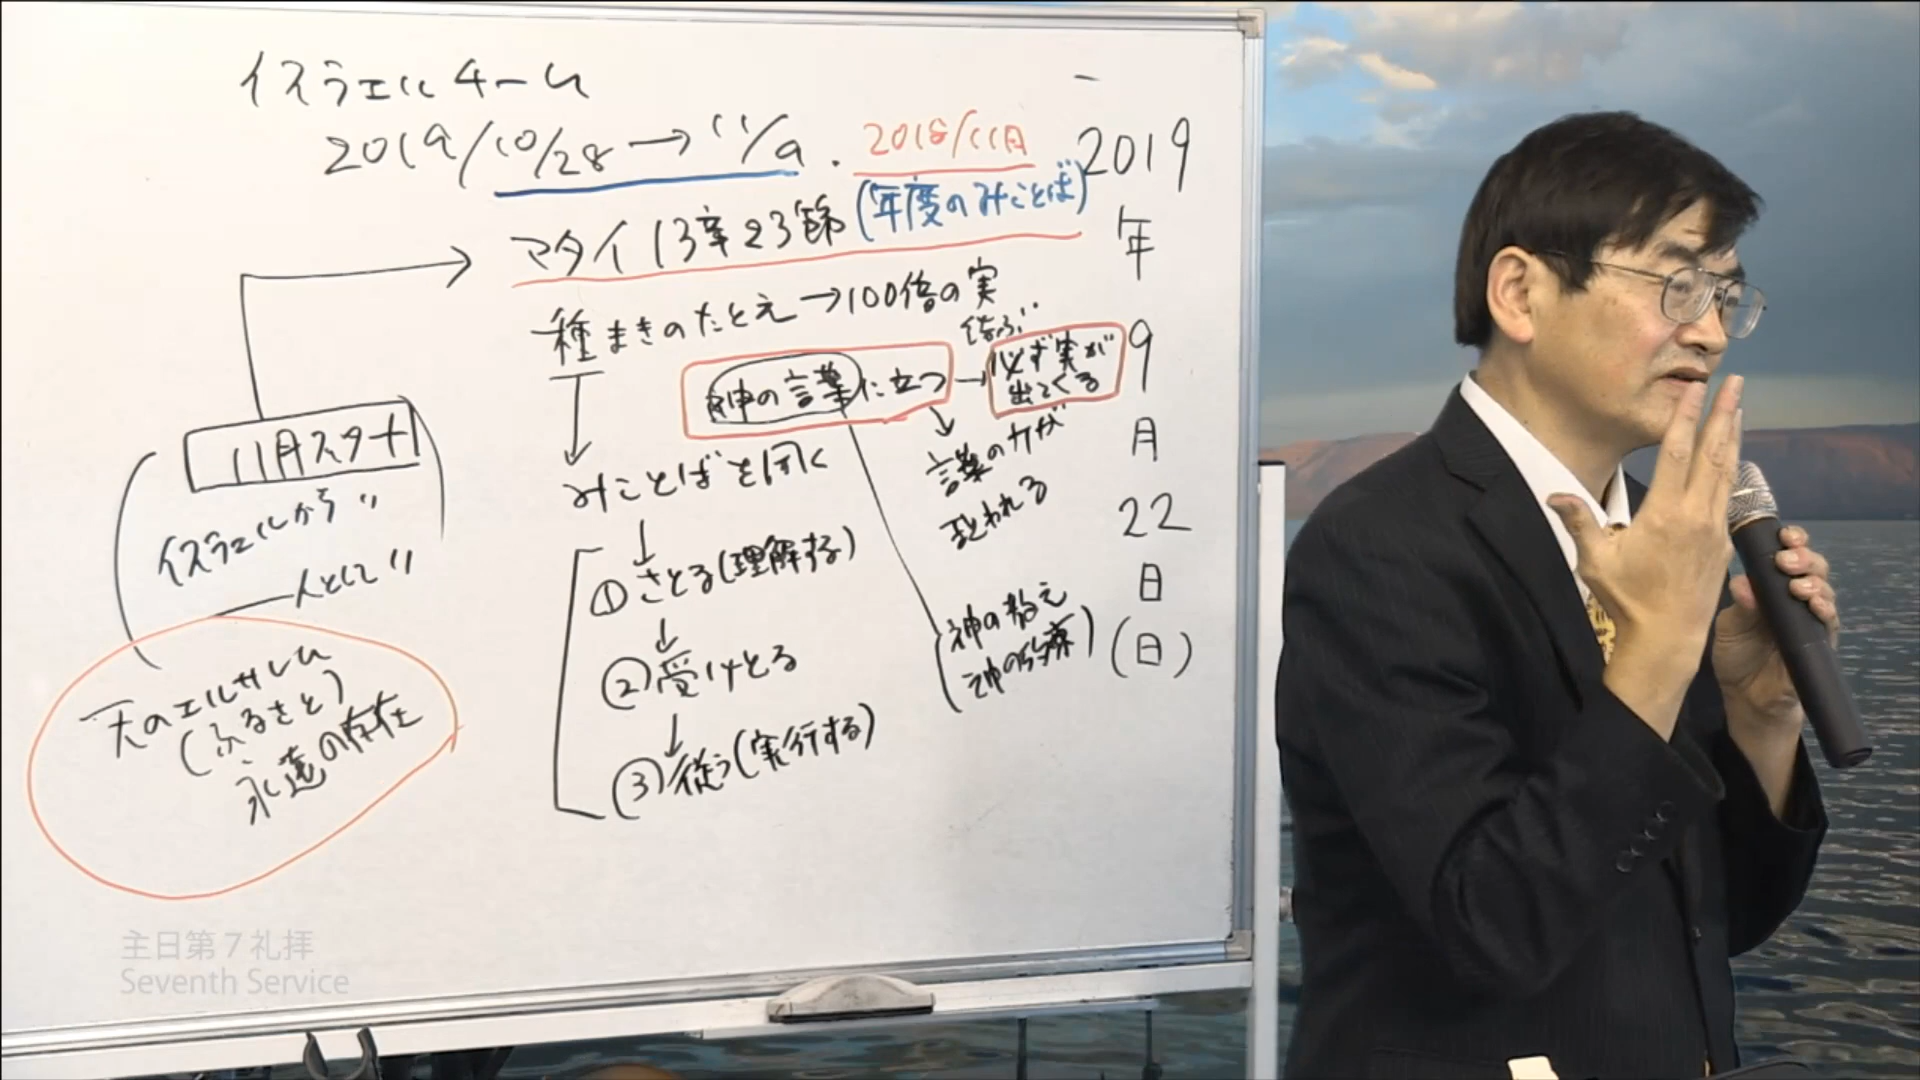 イスラエルチーム
2019/10/28→11/9. 2018/11月
マタイ13章23節(年度のみことば)
種まきのたとえ→100倍の実
結ぶ‥
神の言葉に立つ→必ず実が
出てくる
みことばを聞く
言葉の力が
現われる
①さとる(理解する)
②受けとる
③従う(実行する)
神の教え
神の治療
11月スタート
イスラエルから〃
人として〃
天のエルサレム
(ふるさと)
永遠の存在
2019
年
9
月
22
日
(日)
主日第7礼拝
Seventh Service